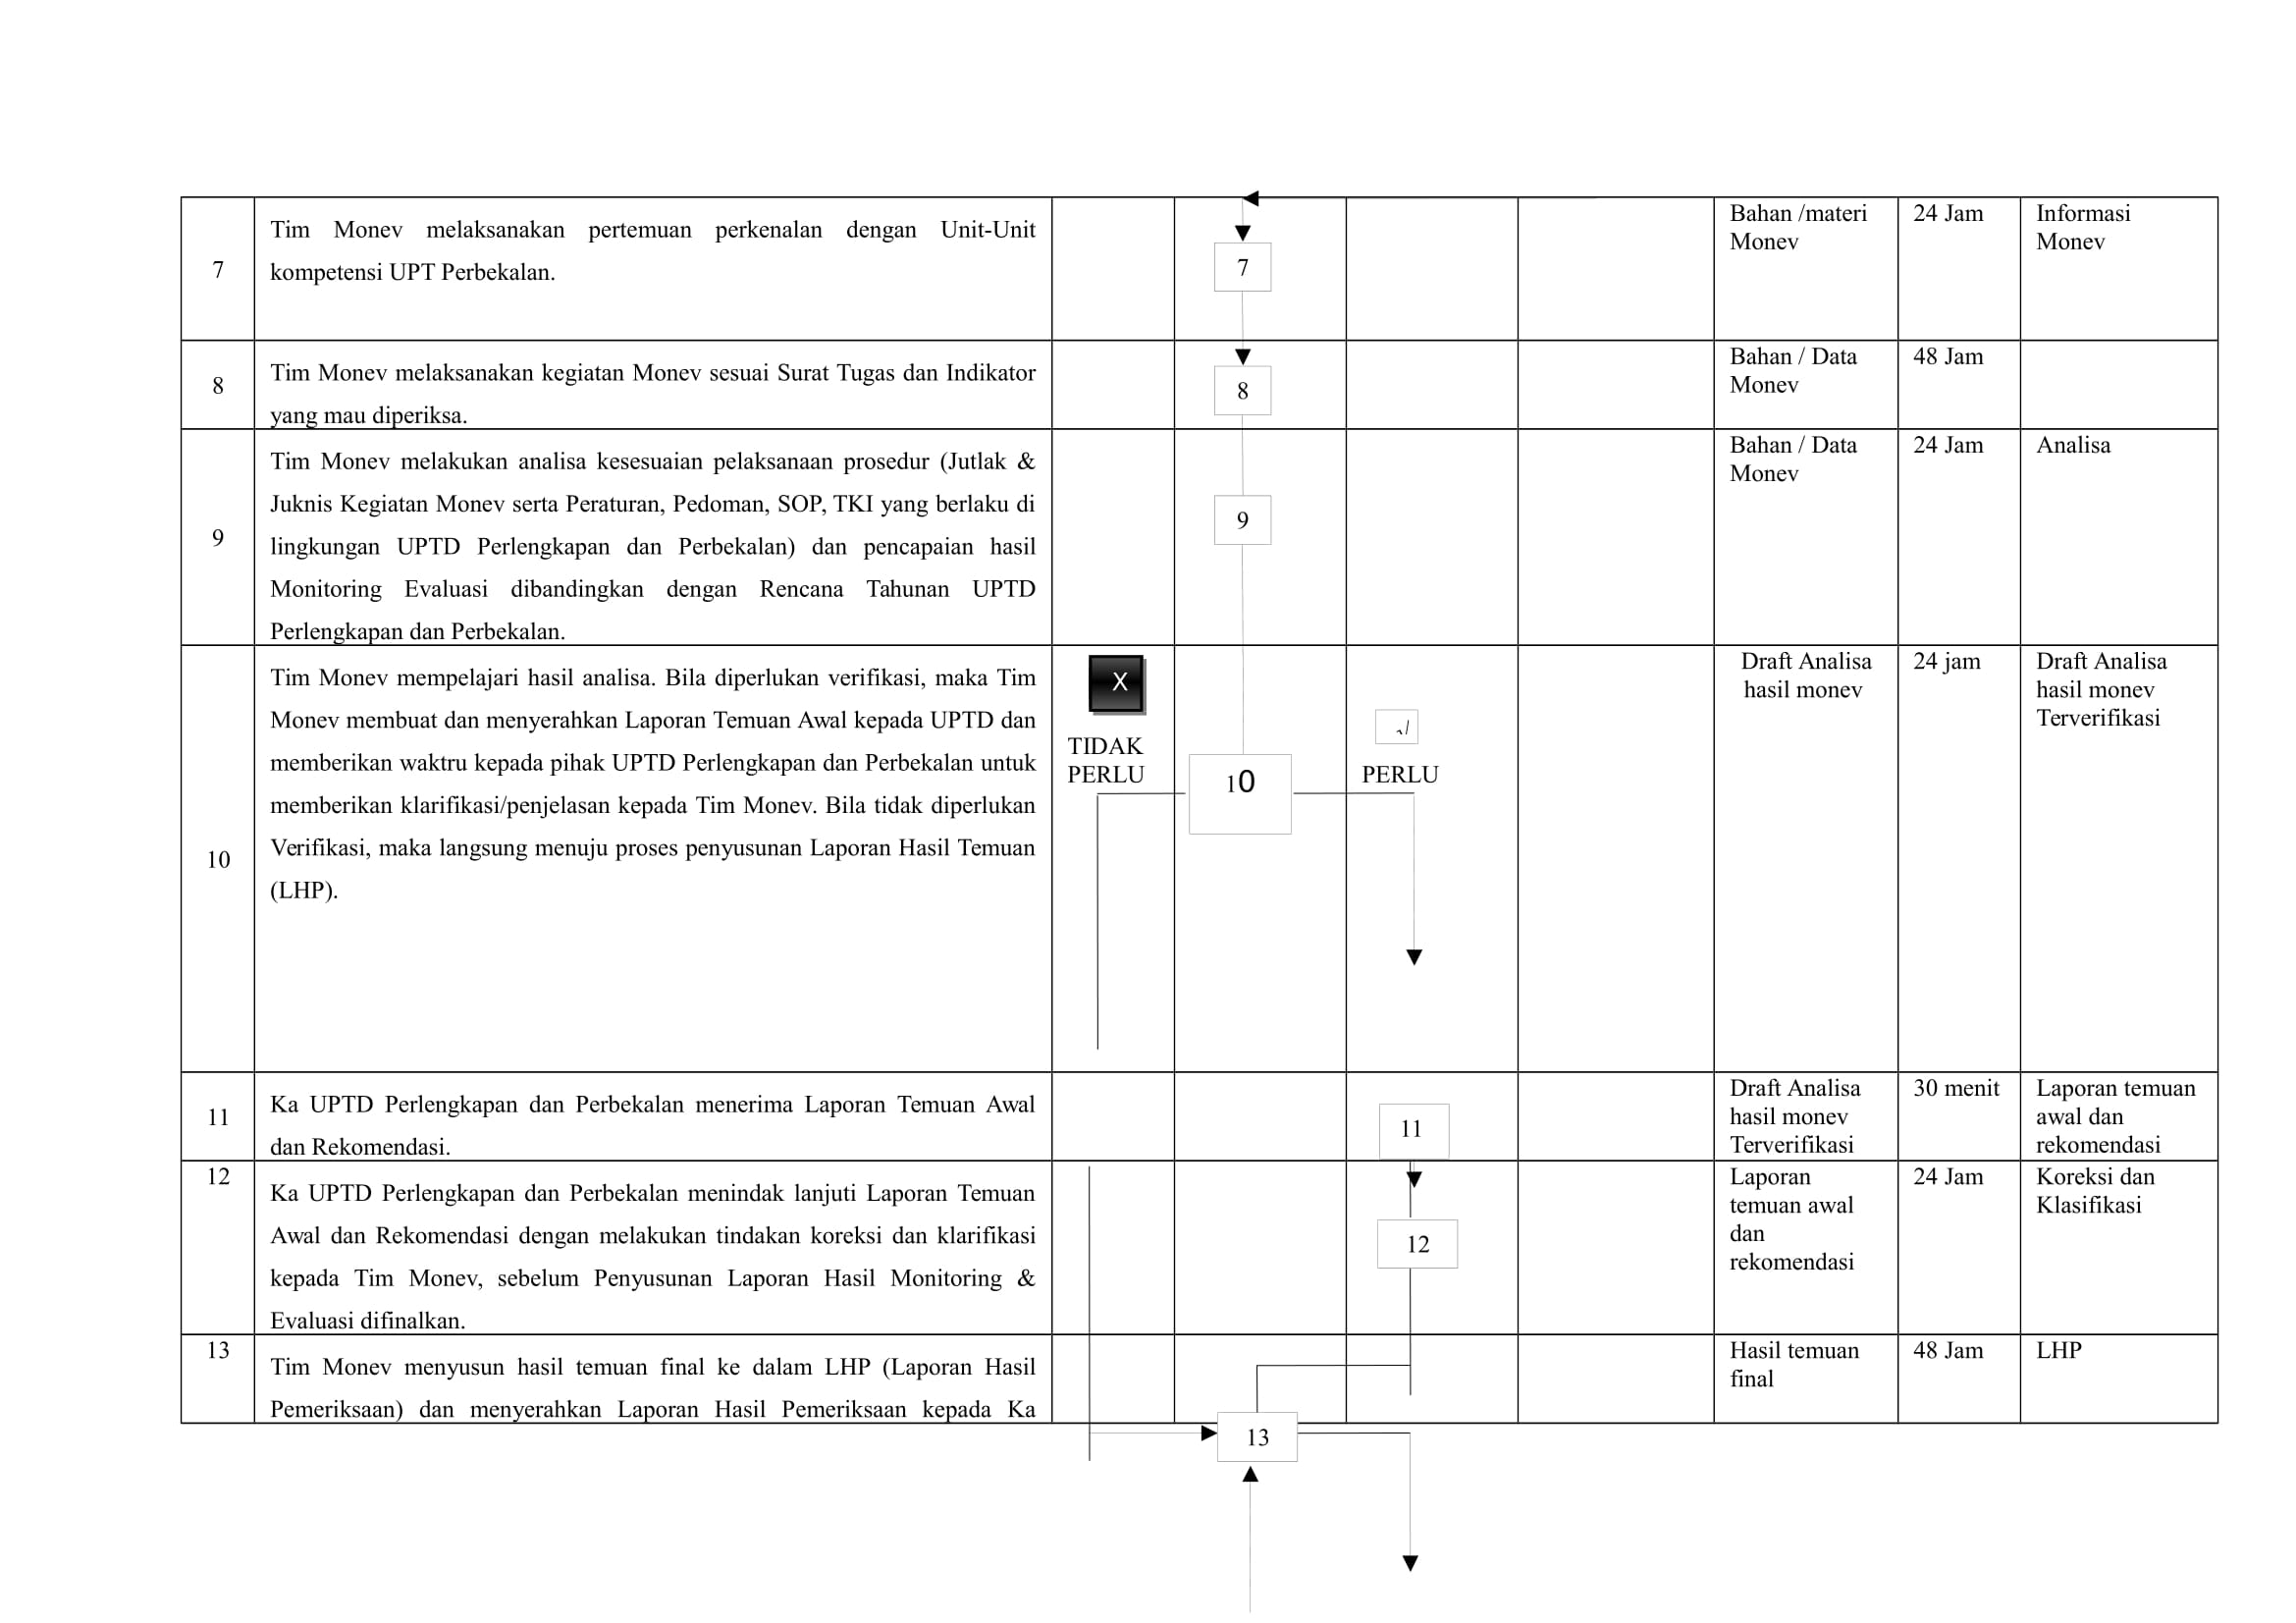 7
Tim Monev melaksanakan pertemuan perkenalan dengan Unit-Unit
kompetensi UPT Perbekalan.
7
Bahan /materi
Monev
24 Jam
Informasi
Monev
8
Tim Monev melaksanakan kegiatan Monev sesuai Surat Tugas dan Indikator
yang mau diperiksa.
8
Bahan / Data
Monev
48 Jam
9
Tim Monev melakukan analisa kesesuaian pelaksanaan prosedur (Jutlak &
Juknis Kegiatan Monev serta Peraturan, Pedoman, SOP, TKI yang berlaku di
lingkungan UPTD Perlengkapan dan Perbekalan) dan pencapaian hasil
Monitoring Evaluasi dibandingkan dengan Rencana Tahunan UPTD
Perlengkapan dan Perbekalan.
9
Bahan / Data
Monev
24 Jam
Analisa
10
Tim Monev mempelajari hasil analisa. Bila diperlukan verifikasi, maka Tim
Monev membuat dan menyerahkan Laporan Temuan Awal kepada UPTD dan
memberikan waktru kepada pihak UPTD Perlengkapan dan Perbekalan untuk
memberikan klarifikasi/penjelasan kepada Tim Monev. Bila tidak diperlukan
Verifikasi, maka langsung menuju proses penyusunan Laporan Hasil Temuan
(LHP).
X
TIDAK
PERLU
10
√
PERLU
Draft Analisa
hasil monev
24 jam
Draft Analisa
hasil monev
Terverifikasi
11
Ka UPTD Perlengkapan dan Perbekalan menerima Laporan Temuan Awal
dan Rekomendasi.
11
Draft Analisa
hasil monev
Terverifikasi
30 menit
Laporan temuan
awal dan
rekomendasi
12
Ka UPTD Perlengkapan dan Perbekalan menindak lanjuti Laporan Temuan
Awal dan Rekomendasi dengan melakukan tindakan koreksi dan klarifikasi
kepada Tim Monev, sebelum Penyusunan Laporan Hasil Monitoring &
Evaluasi difinalkan.
12
Laporan
temuan awal
dan
rekomendasi
24 Jam
Koreksi dan
Klasifikasi
13
Tim Monev menyusun hasil temuan final ke dalam LHP (Laporan Hasil
Pemeriksaan) dan menyerahkan Laporan Hasil Pemeriksaan kepada Ka
13
Hasil temuan
final
48 Jam
LHP